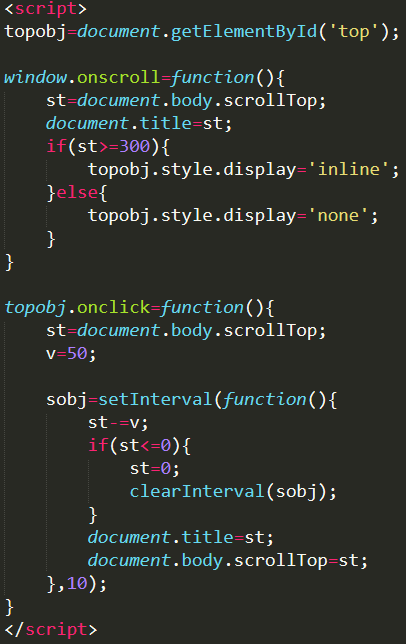 <script>
topobj=document.getElementById('top');
window.onscroll=function(){
    st=document.body.scrollTop;
    document.title=st;
    if(st>=300){
        topobj.style.display='inline';
    }else{
        topobj.style.display='none';
    }
}
topobj.onclick=function(){
    st=document.body.scrollTop;
    v=50;
    sobj=setInterval(function(){
        st-=v;
        if(st<=0){
            st=0;
            clearInterval(sobj);
        }
        document.title=st;
        document.body.scrollTop=st;
    },10);
}
</script>